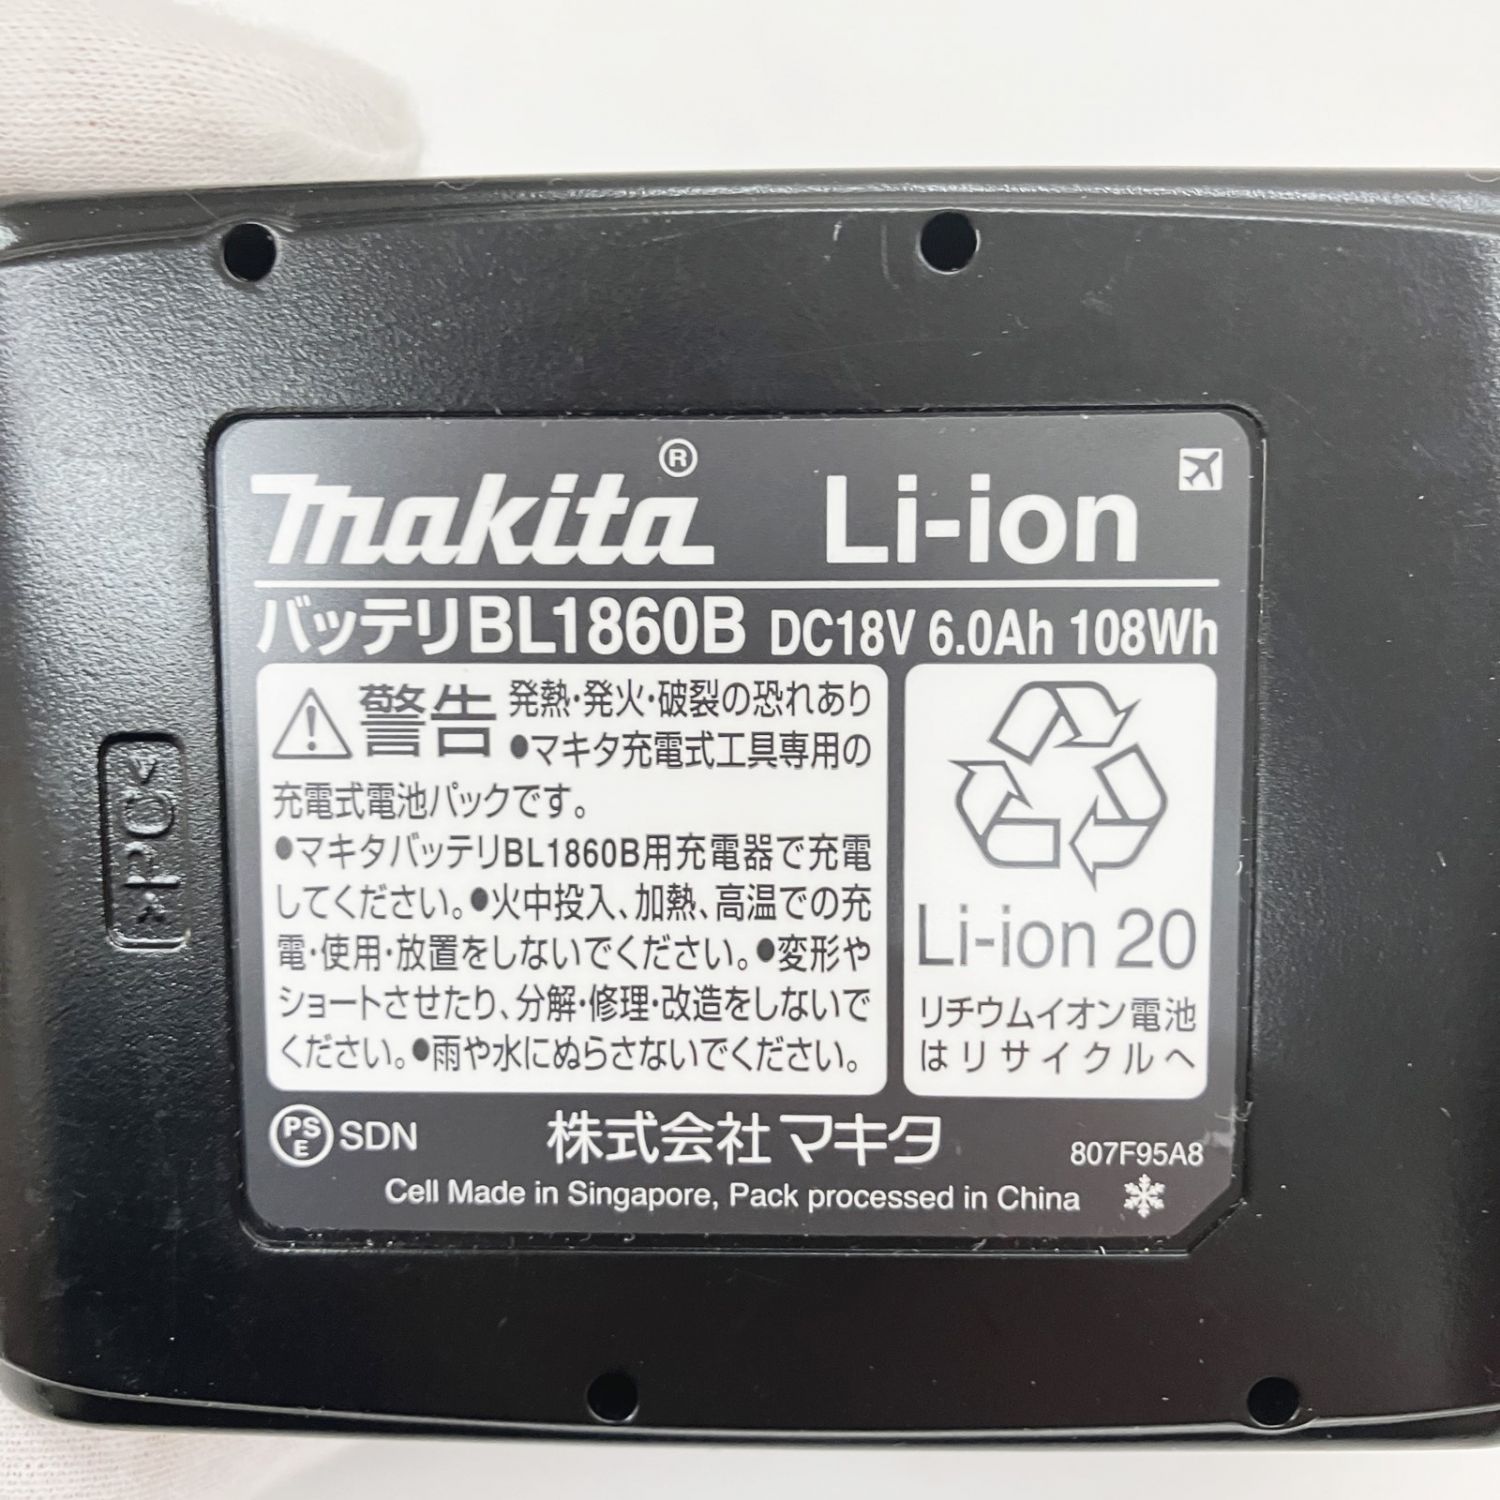 makita® Li-ion
バッテリBL1860B DC18V 6.0Ah 108Wh
警告 発熱・発火・破裂の恐れあり
●マキタ充電式工具専用の
充電式電池パックです。
●マキタバッテリBL1860B用充電器で充電
してください。●火中投入、加熱、高温での充
電・使用・放置をしないでください。●変形や
ショートさせたり、分解・修理・改造をしないで
ください。●雨や水にぬらさないでください。
Li-ion 20
リチウムイオン電池
はリサイクルへ
PSE SDN 株式会社マキタ 807F95A8
Cell Made in Singapore, Pack processed in China